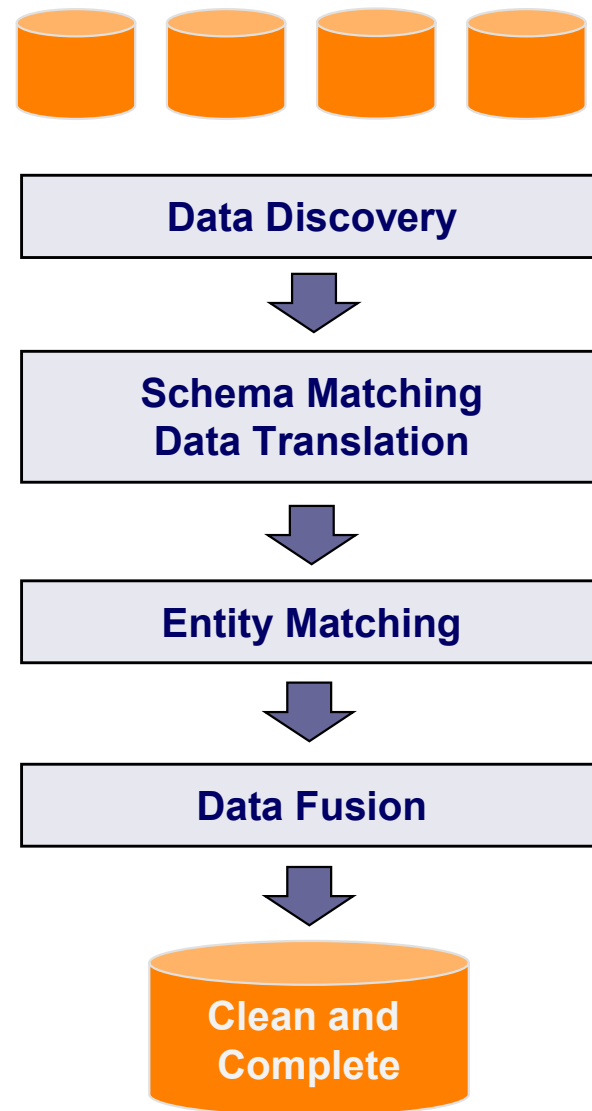 Data Discovery
Schema Matching
Data Translation
Entity Matching
Data Fusion
Clean and
Complete